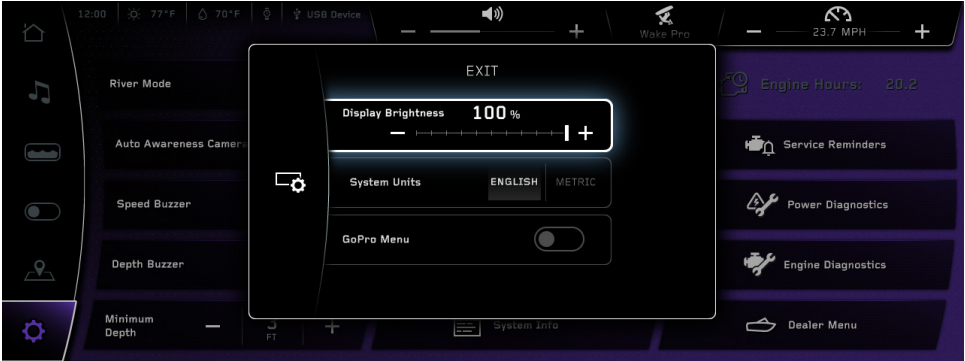 12:00 77°F 70°F USB Device
Wake Pro
23.7 MPH
EXIT
River Mode
Display Brightness 100 %
Engine Hours: 20.2
Auto Awareness Camera
Service Reminders
System Units ENGLISH METRIC
Speed Buzzer
Power Diagnostics
GoPro Menu
Depth Buzzer
Engine Diagnostics
Minimum
Depth
3
FT
System Info
Dealer Menu